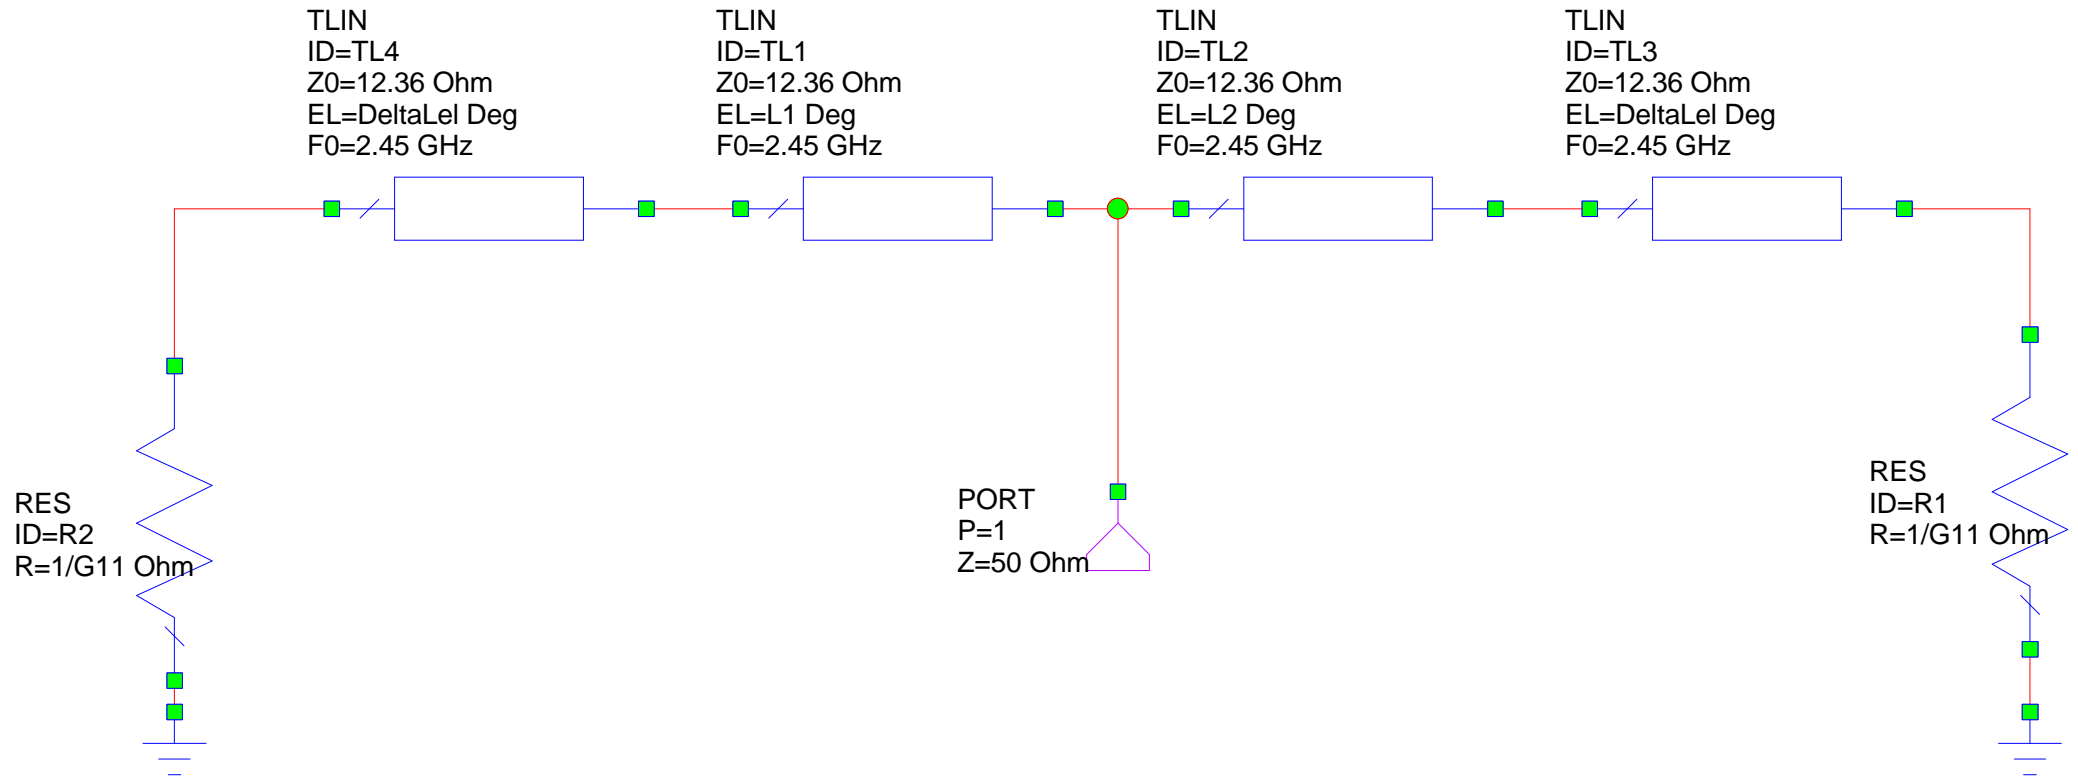 TLIN
ID=TL4
Z0=12.36 Ohm
EL=DeltaLel Deg
F0=2.45 GHz
TLIN
ID=TL1
Z0=12.36 Ohm
EL=L1 Deg
F0=2.45 GHz
TLIN
ID=TL2
Z0=12.36 Ohm
EL=L2 Deg
F0=2.45 GHz
TLIN
ID=TL3
Z0=12.36 Ohm
EL=DeltaLel Deg
F0=2.45 GHz
RES
ID=R2
R=1/G11 Ohm
PORT
P=1
Z=50 Ohm
RES
ID=R1
R=1/G11 Ohm